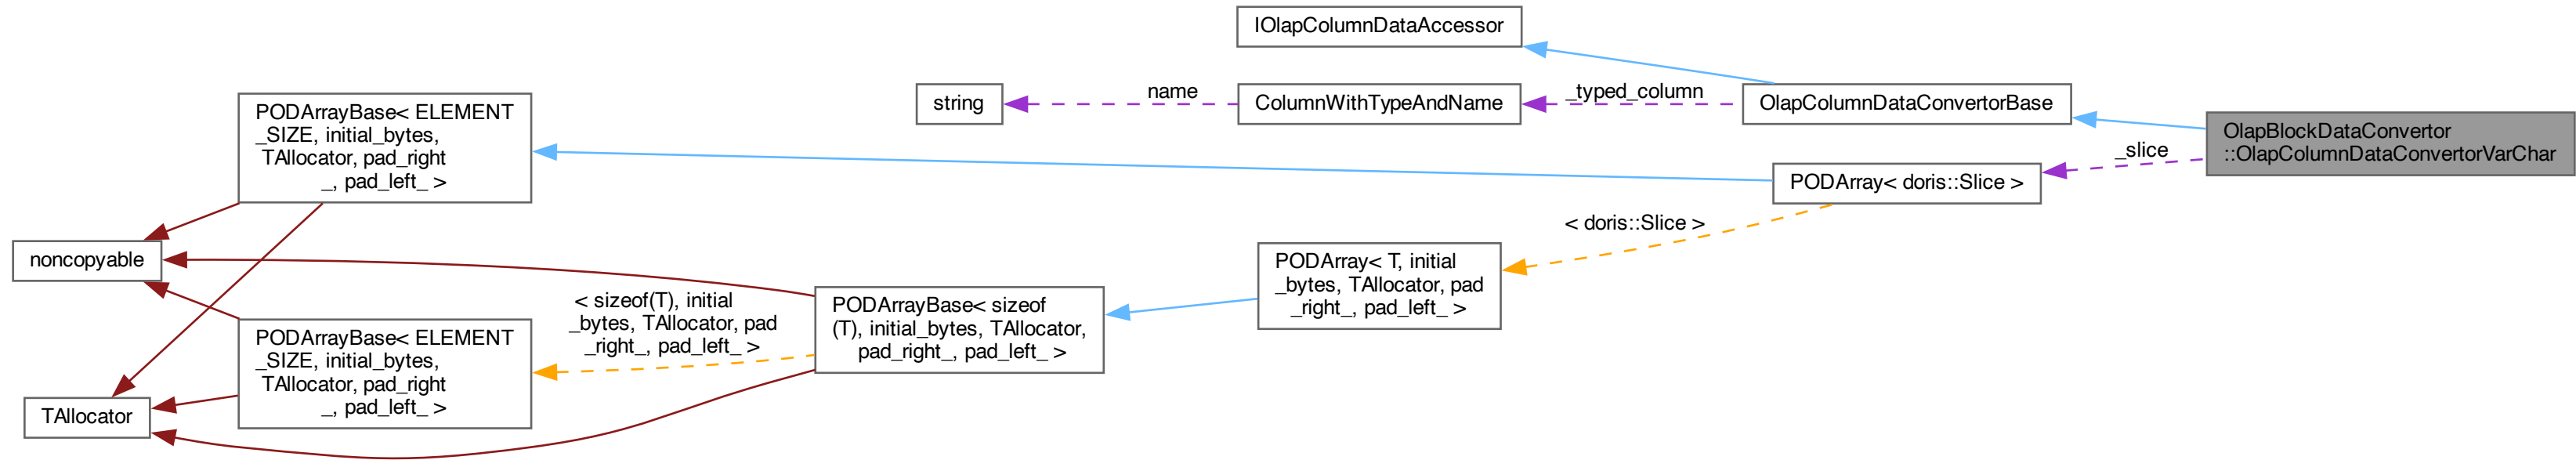 IOlapColumnDataAccessor
string
name
ColumnWithTypeAndName
_typed_column
OlapColumnDataConvertorBase
OlapBlockDataConvertor
::OlapColumnDataConvertorVarChar
_slice
PODArray< doris::Slice >
PODArrayBase< ELEMENT
_SIZE, initial_bytes,
TAllocator, pad_right
_, pad_left_ >
< doris::Slice >
noncopyable
PODArray< T, initial
_bytes, TAllocator, pad
_right_, pad_left_ >
< sizeof(T), initial
_bytes, TAllocator, pad
_right_, pad_left_ >
PODArrayBase< sizeof
(T), initial_bytes, TAllocator,
pad_right_, pad_left_ >
PODArrayBase< ELEMENT
_SIZE, initial_bytes,
TAllocator, pad_right
_, pad_left_ >
TAllocator